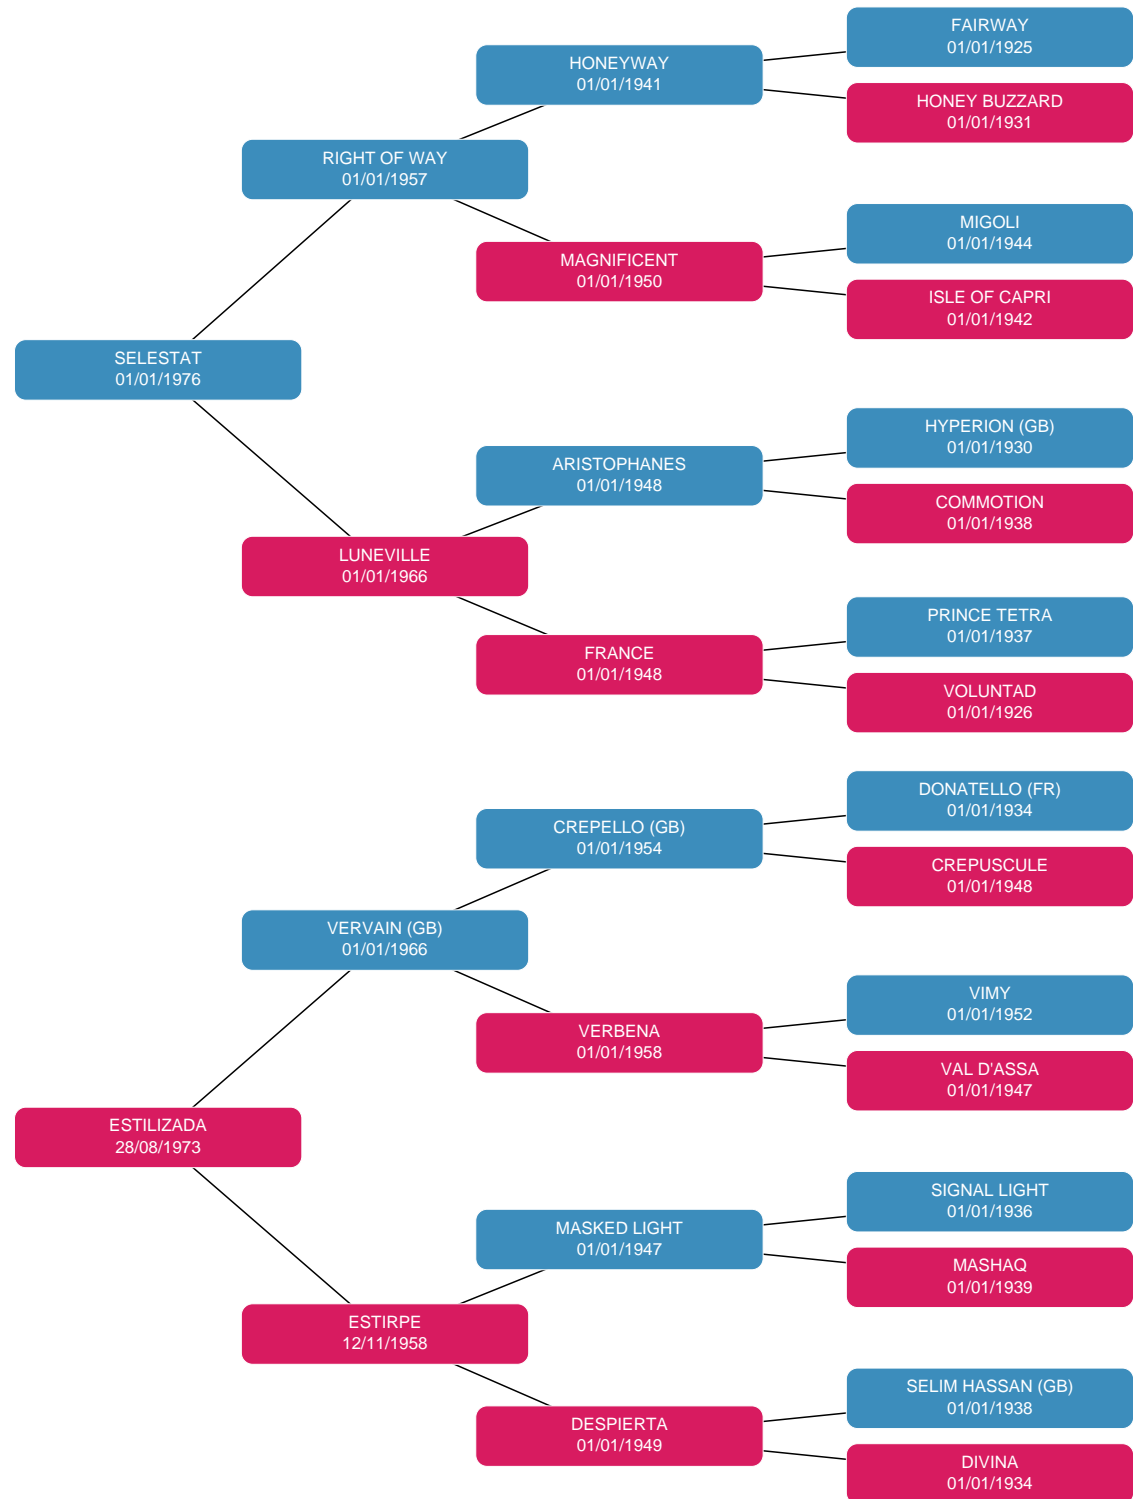 FAIRWAY
01/01/1925
HONEYWAY
01/01/1941
HONEY BUZZARD
01/01/1931
RIGHT OF WAY
01/01/1957
MIGOLI
01/01/1944
MAGNIFICENT
01/01/1950
ISLE OF CAPRI
01/01/1942
SELESTAT
01/01/1976
HYPERION (GB)
01/01/1930
ARISTOPHANES
01/01/1948
COMMOTION
01/01/1938
LUNEVILLE
01/01/1966
PRINCE TETRA
01/01/1937
FRANCE
01/01/1948
VOLUNTAD
01/01/1926
DONATELLO (FR)
01/01/1934
CREPELLO (GB)
01/01/1954
CREPUSCULE
01/01/1948
VERVAIN (GB)
01/01/1966
VIMY
01/01/1952
VERBENA
01/01/1958
VAL D'ASSA
01/01/1947
ESTILIZADA
28/08/1973
SIGNAL LIGHT
01/01/1936
MASKED LIGHT
01/01/1947
MASHAQ
01/01/1939
ESTIRPE
12/11/1958
SELIM HASSAN (GB)
01/01/1938
DESPIERTA
01/01/1949
DIVINA
01/01/1934